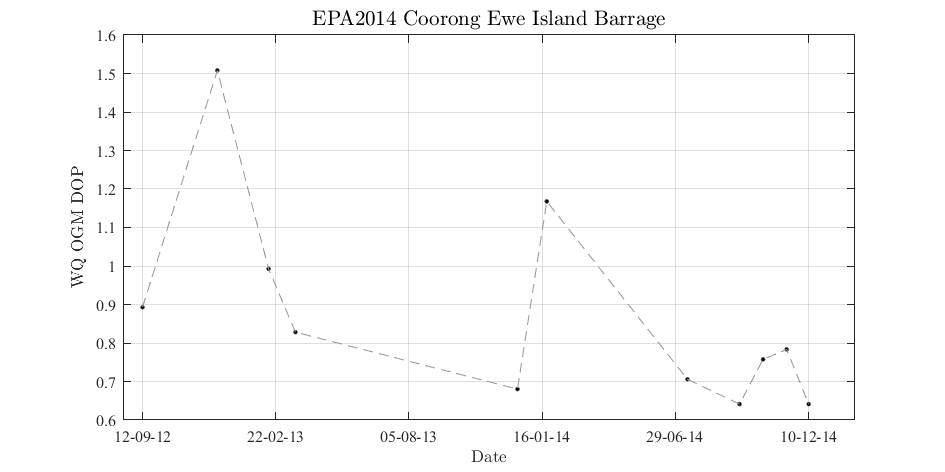 EPA2014 Coorong Ewe Island Barrage
1.6
1.5
1.4
1.3
1.2
1.1
1
0.9
0.8
0.7
0.6
WQ OGM DOP
12-09-12 22-02-13 05-08-13 16-01-14 29-06-14 10-12-14
Date